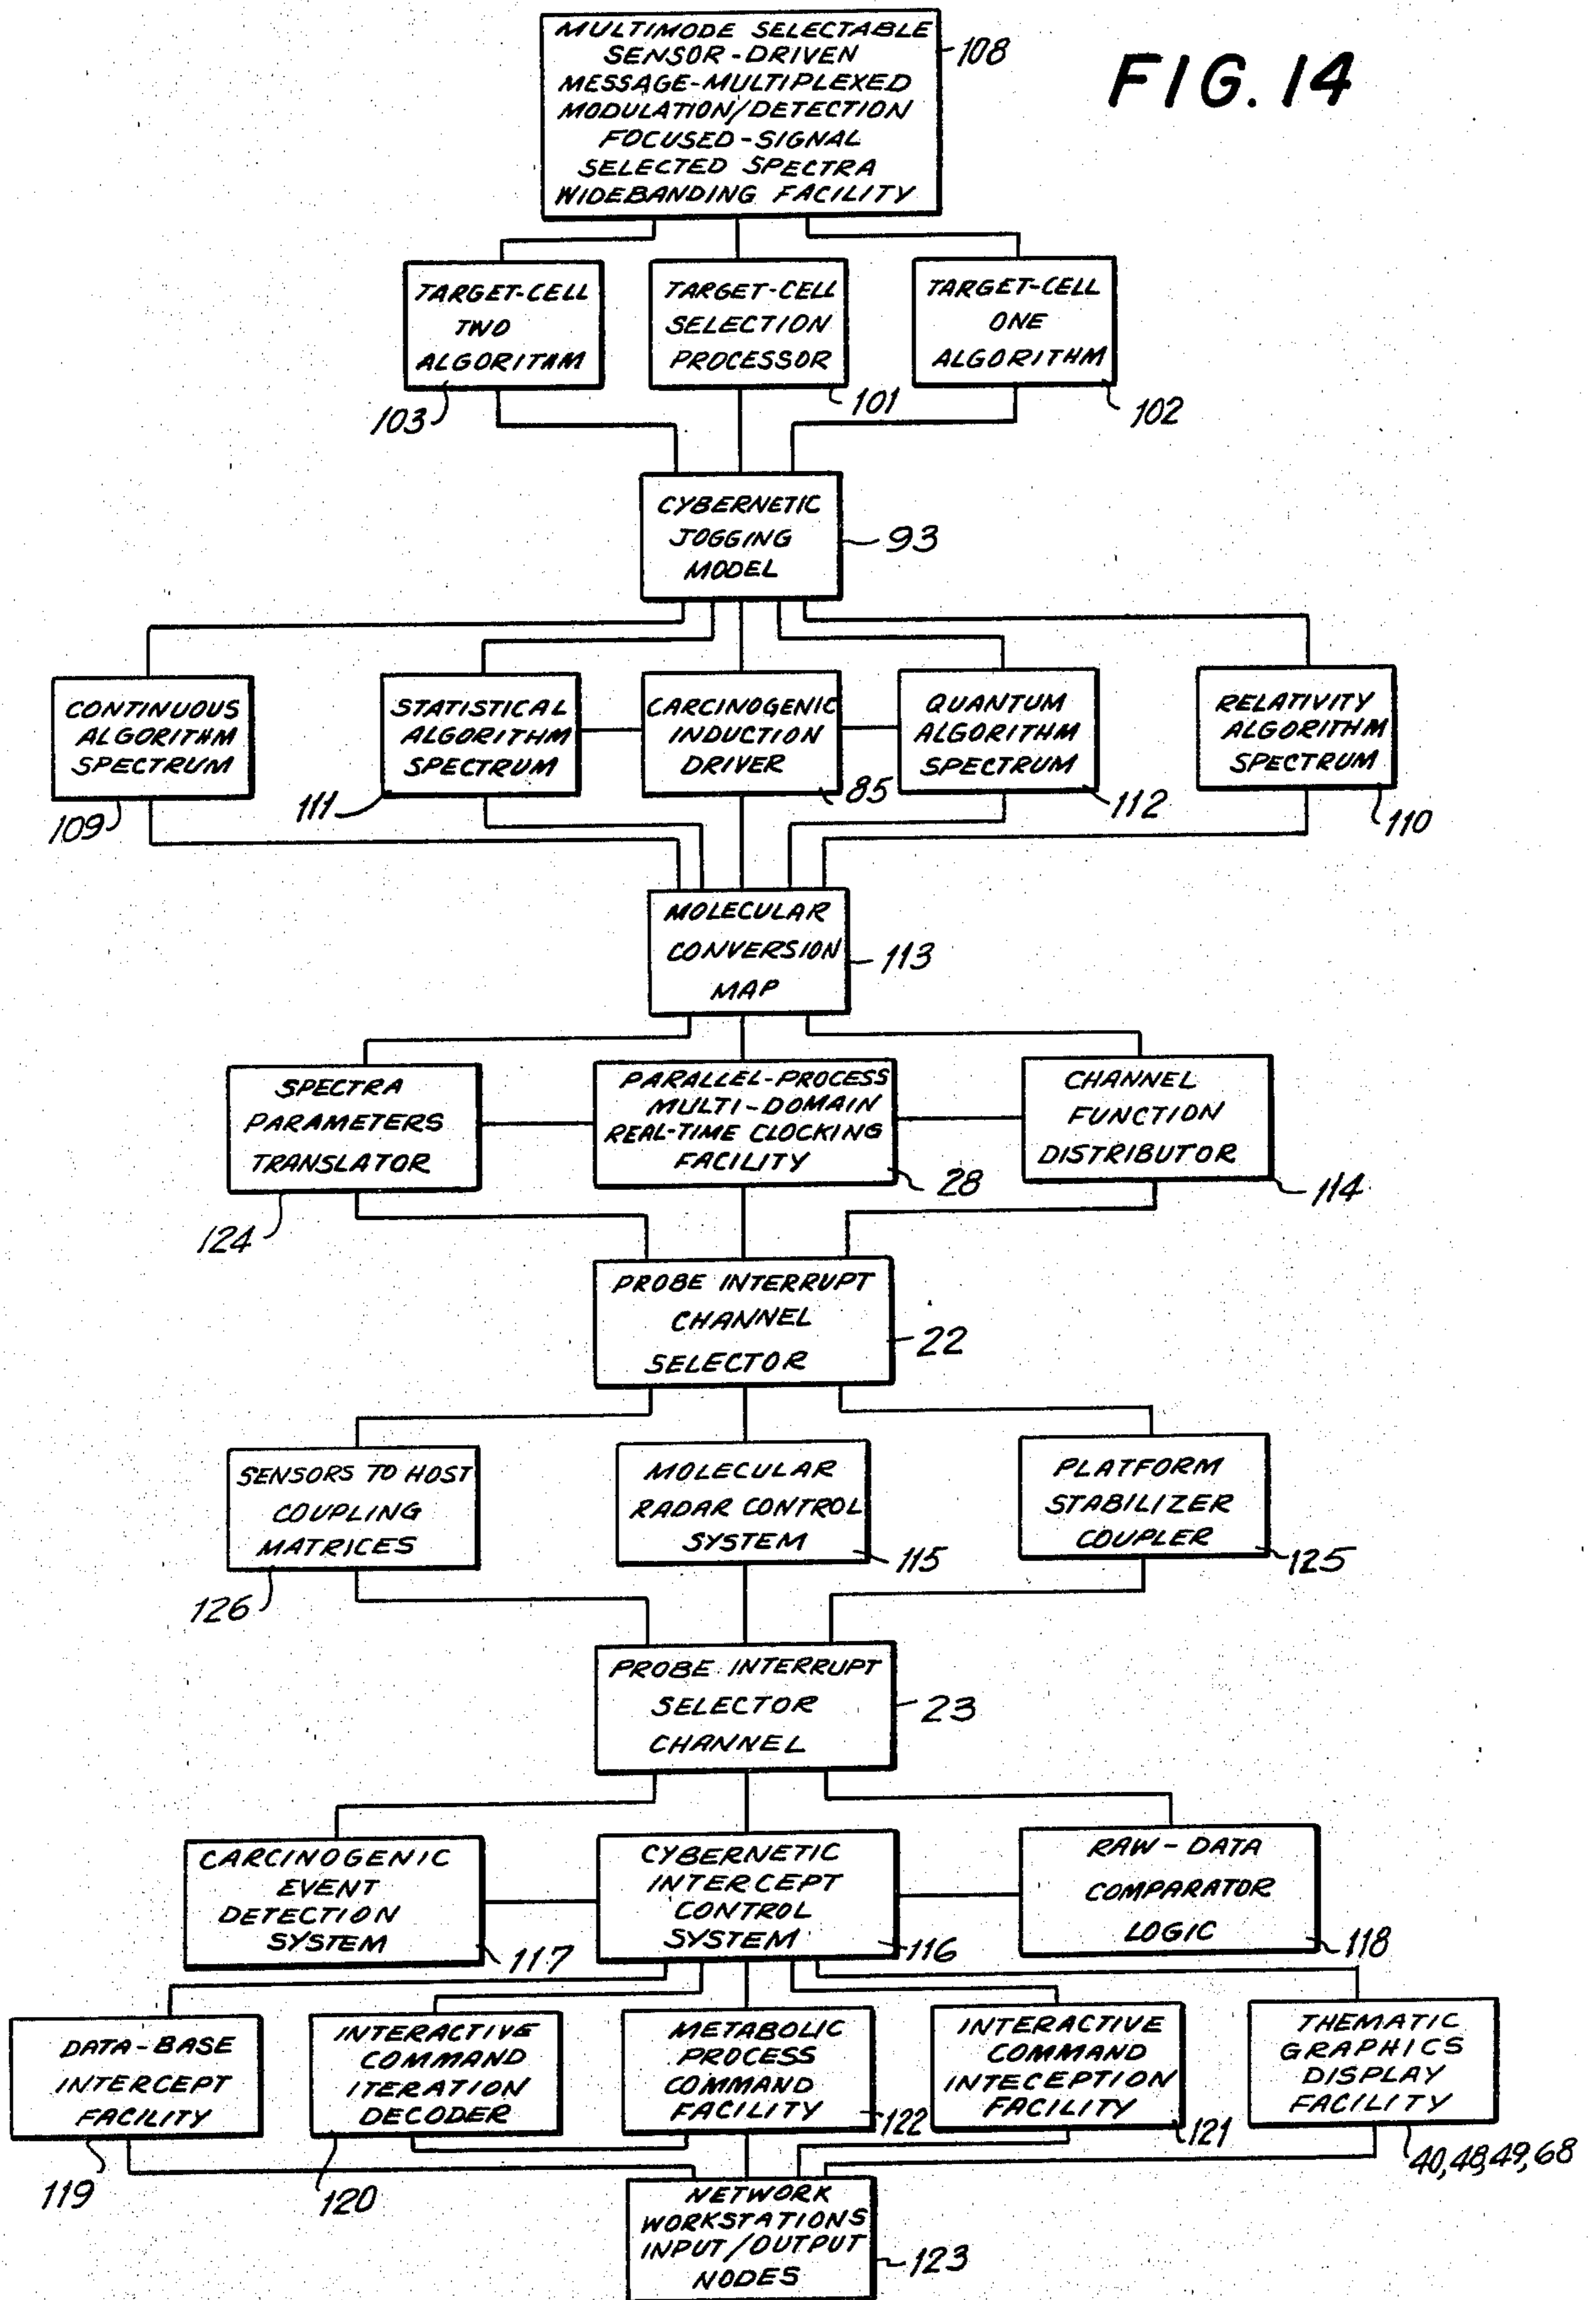 FIG. 14
MULTIMODE SELECTABLE
SENSOR-DRIVEN
MESSAGE-MULTIPLEXED
MODULATION/DETECTION
FOCUSED-SIGNAL
SELECTED SPECTRA
WIDEBANDING FACILITY
108
TARGET-CELL
TWO
ALGORITHM
103
TARGET-CELL
SELECTION
PROCESSOR
101
TARGET-CELL
ONE
ALGORITHM
102
CYBERNETIC
JOGGING
MODEL
93
CONTINUOUS
ALGORITHM
SPECTRUM
109
STATISTICAL
ALGORITHM
SPECTRUM
111
CARCINOGENIC
INDUCTION
DRIVER
85
QUANTUM
ALGORITHM
SPECTRUM
112
RELATIVITY
ALGORITHM
SPECTRUM
110
MOLECULAR
CONVERSION
MAP
113
SPECTRA
PARAMETERS
TRANSLATOR
124
PARALLEL-PROCESS
MULTI-DOMAIN
REAL-TIME CLOCKING
FACILITY
28
CHANNEL
FUNCTION
DISTRIBUTOR
114
PROBE INTERRUPT
CHANNEL
SELECTOR
22
SENSORS TO HOST
COUPLING
MATRICES
126
MOLECULAR
RADAR CONTROL
SYSTEM
115
PLATFORM
STABILIZER
COUPLER
125
PROBE INTERRUPT
SELECTOR
CHANNEL
23
CARCINOGENIC
EVENT
DETECTION
SYSTEM
117
CYBERNETIC
INTERCEPT
CONTROL
SYSTEM
116
RAW-DATA
COMPARATOR
LOGIC
118
DATA-BASE
INTERCEPT
FACILITY
119
INTERACTIVE
COMMAND
ITERATION
DECODER
120
METABOLIC
PROCESS
COMMAND
FACILITY
122
INTERACTIVE
COMMAND
INTECEPTION
FACILITY
121
THEMATIC
GRAPHICS
DISPLAY
FACILITY
40,48,49,68
NETWORK
WORKSTATIONS
INPUT/OUTPUT
NODES
123